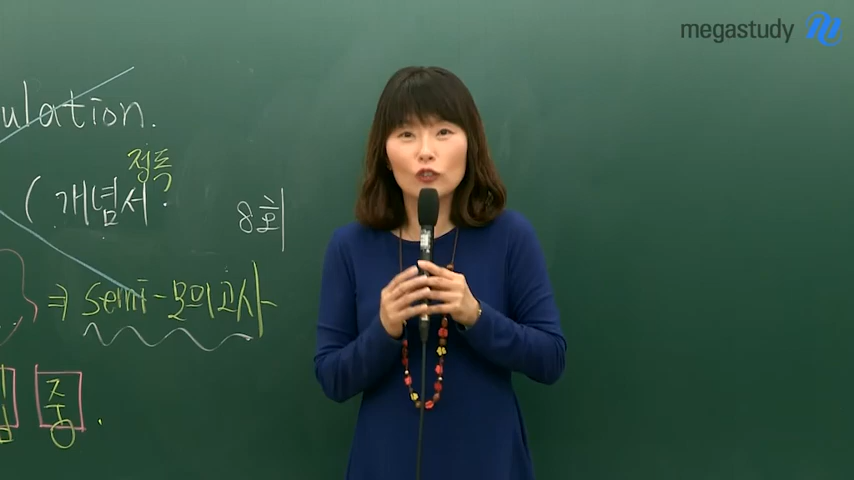 megastudy
ulation.
정독
(개념서.
8회
⇒ semi-모의고사
중.